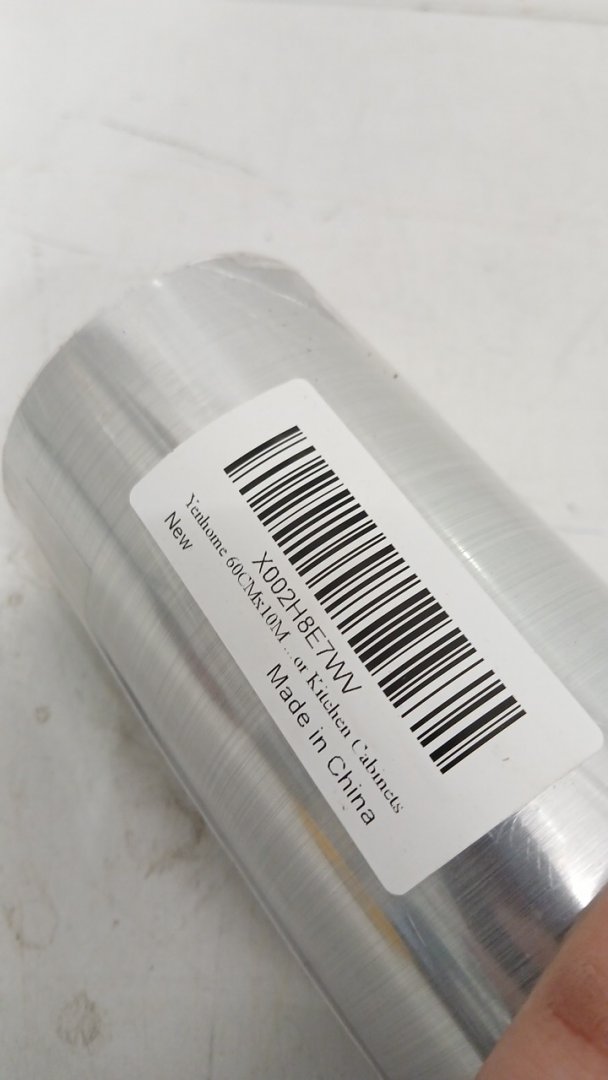 X002H8E7WV
Yenhome 60CMx10M ...or Kitchen Cabinets
New
Made in China